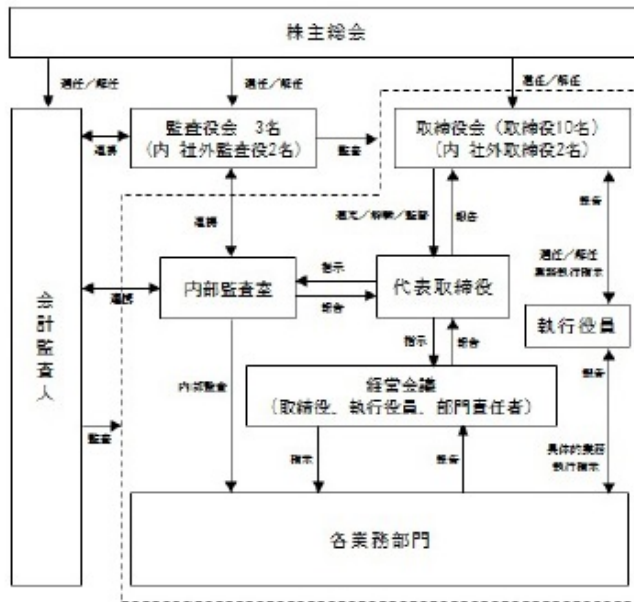 株主総会
選任/解任
選任/解任
選任/解任
監査役会 3名
(内 社外監査役2名)
取締役会(取締役10名)
(内 社外取締役2名)
連携
監査
連携
選定/解職/監督
報告
報告
選任/解任
業務執行指示
会計監査人
連携
内部監査室
指示
報告
代表取締役
執行役員
指示
報告
報告
内部監査
経営会議
(取締役、執行役員、部門責任者)
監査
指示
報告
具体的業務
執行指示
各業務部門